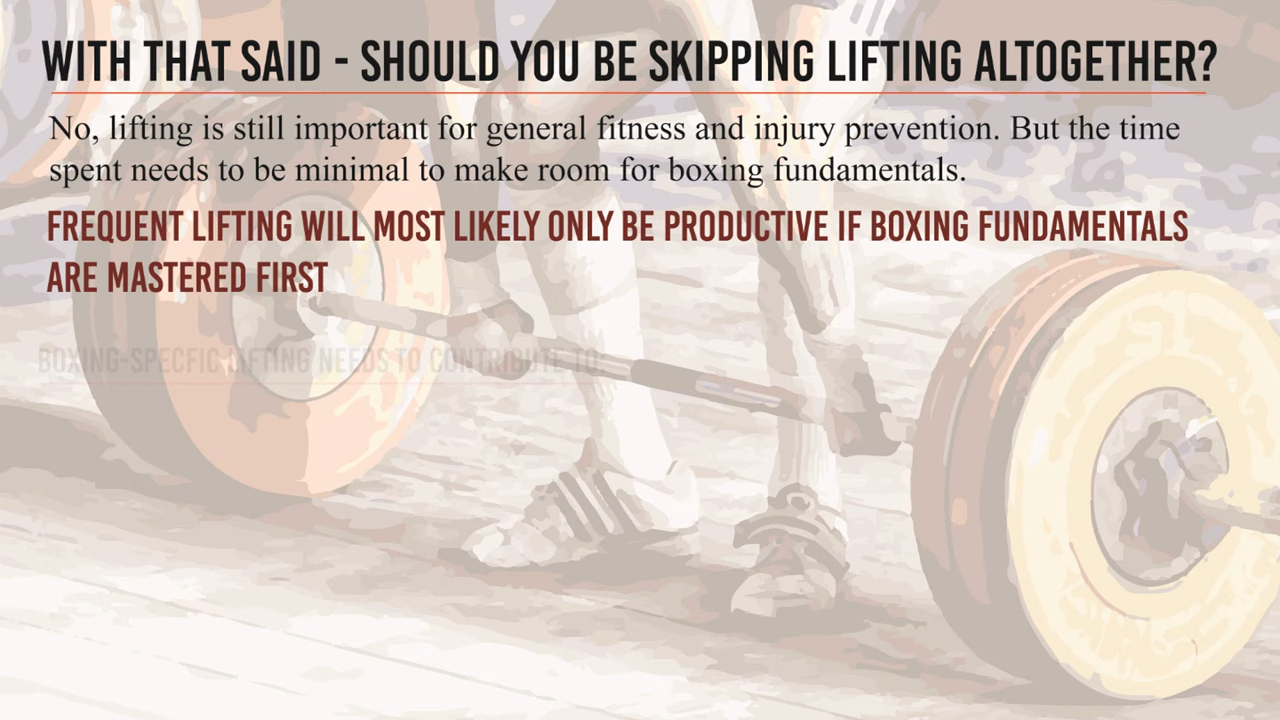 WITH THAT SAID - SHOULD YOU BE SKIPPING LIFTING ALTOGETHER?
No, lifting is still important for general fitness and injury prevention. But the time
spent needs to be minimal to make room for boxing fundamentals.
FREQUENT LIFTING WILL MOST LIKELY ONLY BE PRODUCTIVE IF BOXING FUNDAMENTALS
ARE MASTERED FIRST
BOXING-SPECFIC LIFTING NEEDS TO CONTRIBUTE TO: